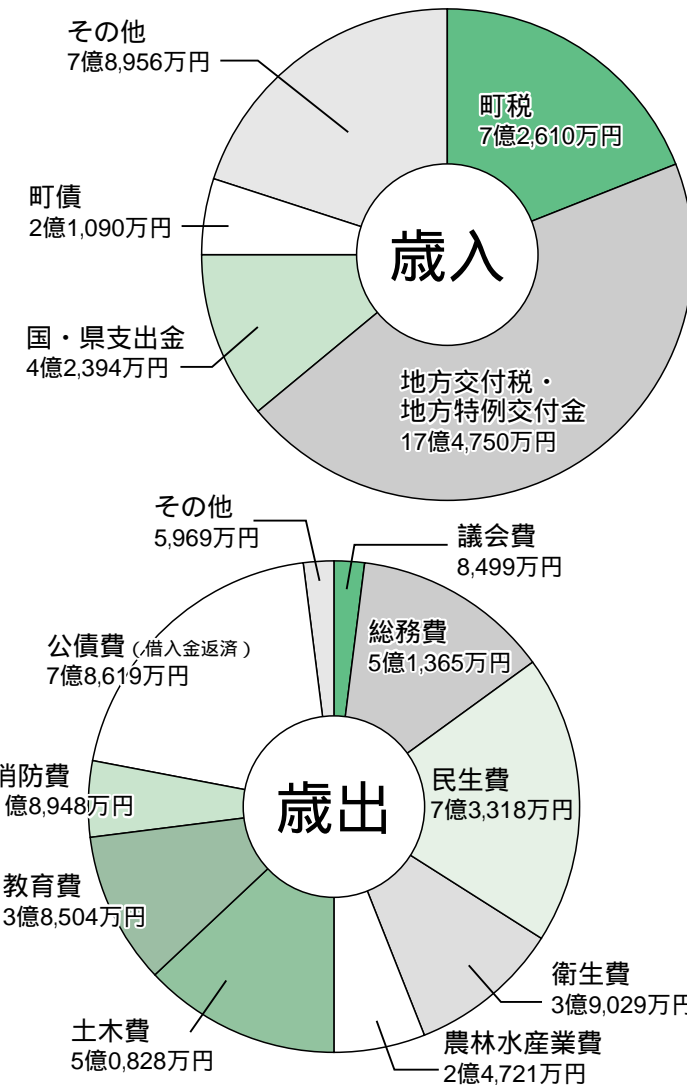 その他
7億8,956万円
町税
7億2,610万円
町債
2億1,090万円
歳入
国・県支出金
4億2,394万円
地方交付税・
地方特例交付金
17億4,750万円
その他
5,969万円
議会費
8,499万円
総務費
5億1,365万円
公債費（借入金返済）
7億8,619万円
民生費
7億3,318万円
消防費
億8,948万円
歳出
教育費
3億8,504万円
衛生費
3億9,029万円
土木費
5億0,828万円
農林水産業費
2億4,721万円